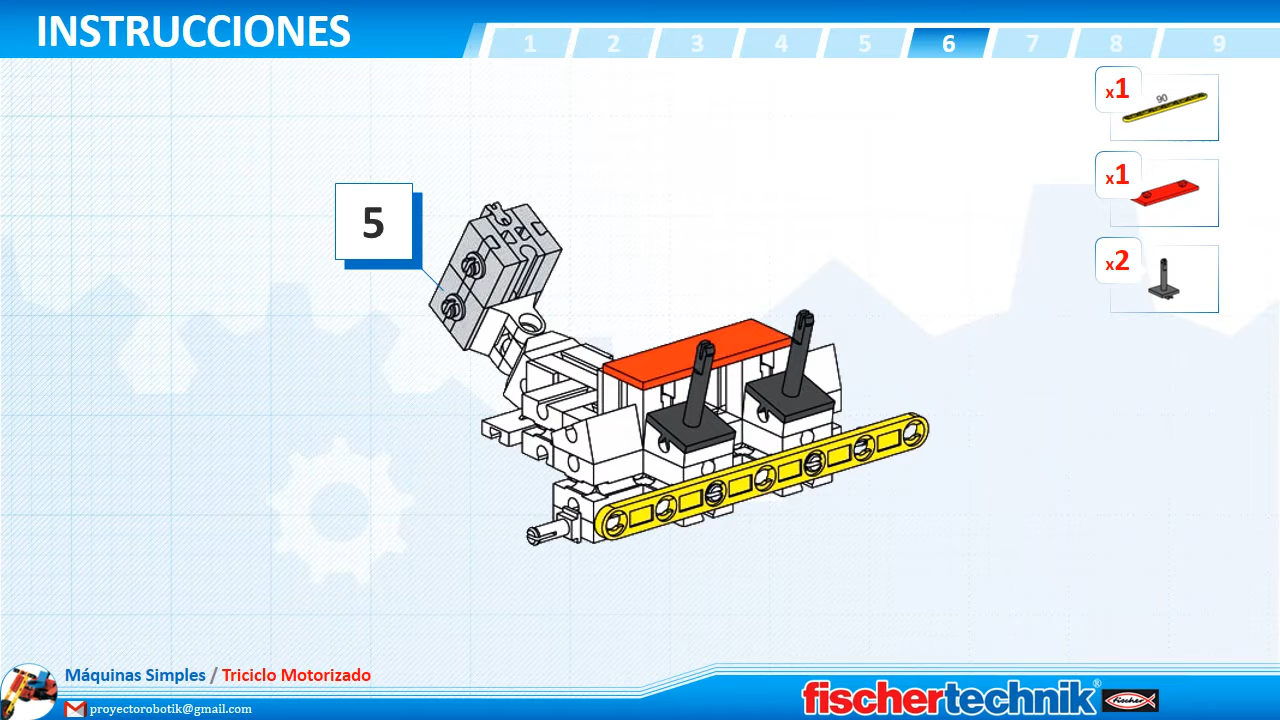 INSTRUCCIONES
1 2 3 4 5 6 7 8 9
x1
90
x1
x2
5
Máquinas Simples / Triciclo Motorizado
proyectorobotik@gmail.com
fischertechnik®
fischer